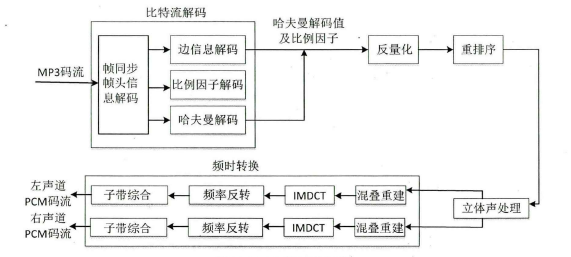 比特流解码
哈夫曼解码值
及比例因子
MP3码流
帧同步
帧头信
息解码
边信息解码
比例因子解码
哈夫曼解码
反量化
重排序
频时转换
左声道
PCM码流
子带综合
频率反转
IMDCT
混叠重建
右声道
PCM码流
子带综合
频率反转
IMDCT
混叠重建
立体声处理